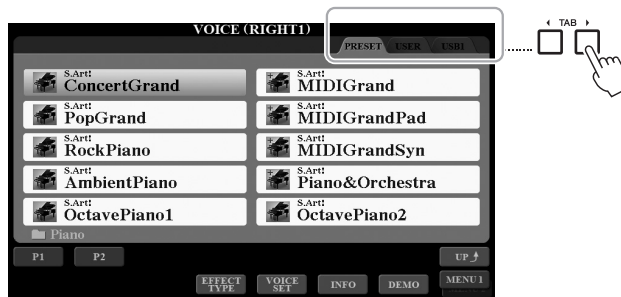 VOICE (RIGHT1)
PRESET USER USB1
TAB
S.Art!
ConcertGrand
S.Art!
MIDIGrand
S.Art!
PopGrand
S.Art!
MIDIGrandPad
S.Art!
RockPiano
S.Art!
MIDIGrandSyn
S.Art!
AmbientPiano
S.Art!
Piano&Orchestra
S.Art!
OctavePiano1
S.Art!
OctavePiano2
Piano
P1 P2 UP
EFFECT TYPE
VOICE SET
INFO DEMO MENU1